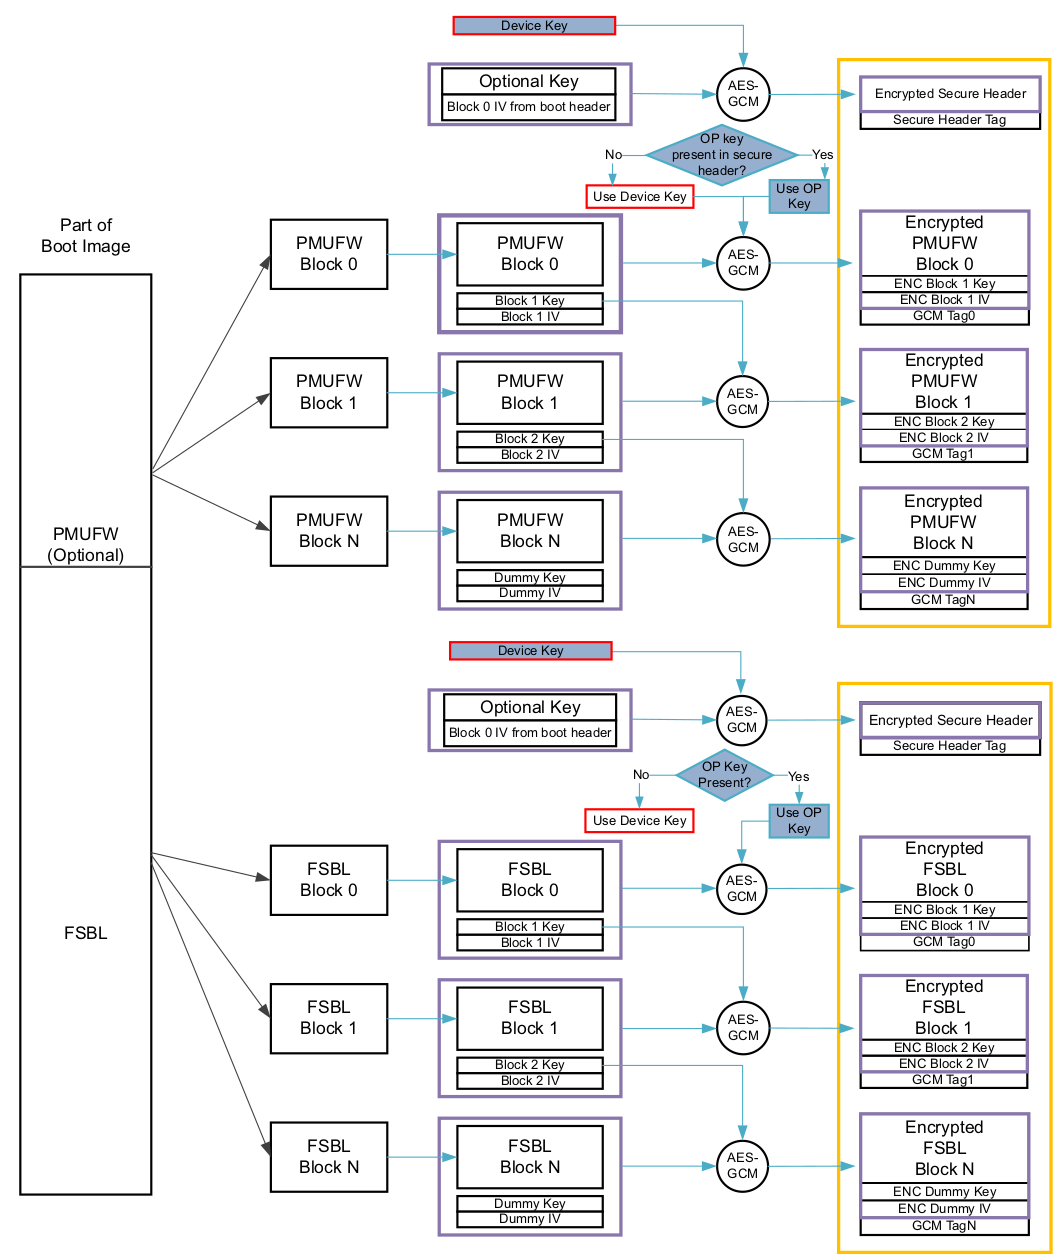 Device Key
Optional Key
Block 0 IV from boot header
AES-
GCM
Encrypted Secure Header
Secure Header Tag
OP key
present in secure
header?
No
Yes
Use Device Key
Use OP
Key
Part of
Boot Image
PMUFW
Block 0
PMUFW
Block 0
Block 1 Key
Block 1 IV
AES-
GCM
Encrypted
PMUFW
Block 0
ENC Block 1 Key
ENC Block 1 IV
GCM Tag0
PMUFW
Block 1
PMUFW
Block 1
Block 2 Key
Block 2 IV
AES-
GCM
Encrypted
PMUFW
Block 1
ENC Block 2 Key
ENC Block 2 IV
GCM Tag1
PMUFW
(Optional)
PMUFW
Block N
PMUFW
Block N
Dummy Key
Dummy IV
AES-
GCM
Encrypted
PMUFW
Block N
ENC Dummy Key
ENC Dummy IV
GCM TagN
Device Key
Optional Key
Block 0 IV from boot header
AES-
GCM
Encrypted Secure Header
Secure Header Tag
OP Key
Present?
No
Yes
Use Device Key
Use OP
Key
FSBL
FSBL
Block 0
FSBL
Block 0
Block 1 Key
Block 1 IV
AES-
GCM
Encrypted
FSBL
Block 0
ENC Block 1 Key
ENC Block 1 IV
GCM Tag0
FSBL
Block 1
FSBL
Block 1
Block 2 Key
Block 2 IV
AES-
GCM
Encrypted
FSBL
Block 1
ENC Block 2 Key
ENC Block 2 IV
GCM Tag1
FSBL
Block N
FSBL
Block N
Dummy Key
Dummy IV
AES-
GCM
Encrypted
FSBL
Block N
ENC Dummy Key
ENC Dummy IV
GCM TagN